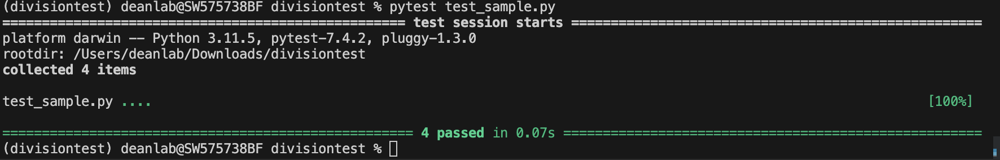 (divisiontest) deanlab@SW575738BF divisiontest % pytest test_sample.py
==================================================== test session starts ====================================================
platform darwin -- Python 3.11.5, pytest-7.4.2, pluggy-1.3.0
rootdir: /Users/deanlab/Downloads/divisiontest
collected 4 items
test_sample.py .... [100%]
===================================================== 4 passed in 0.07s =====================================================
(divisiontest) deanlab@SW575738BF divisiontest %